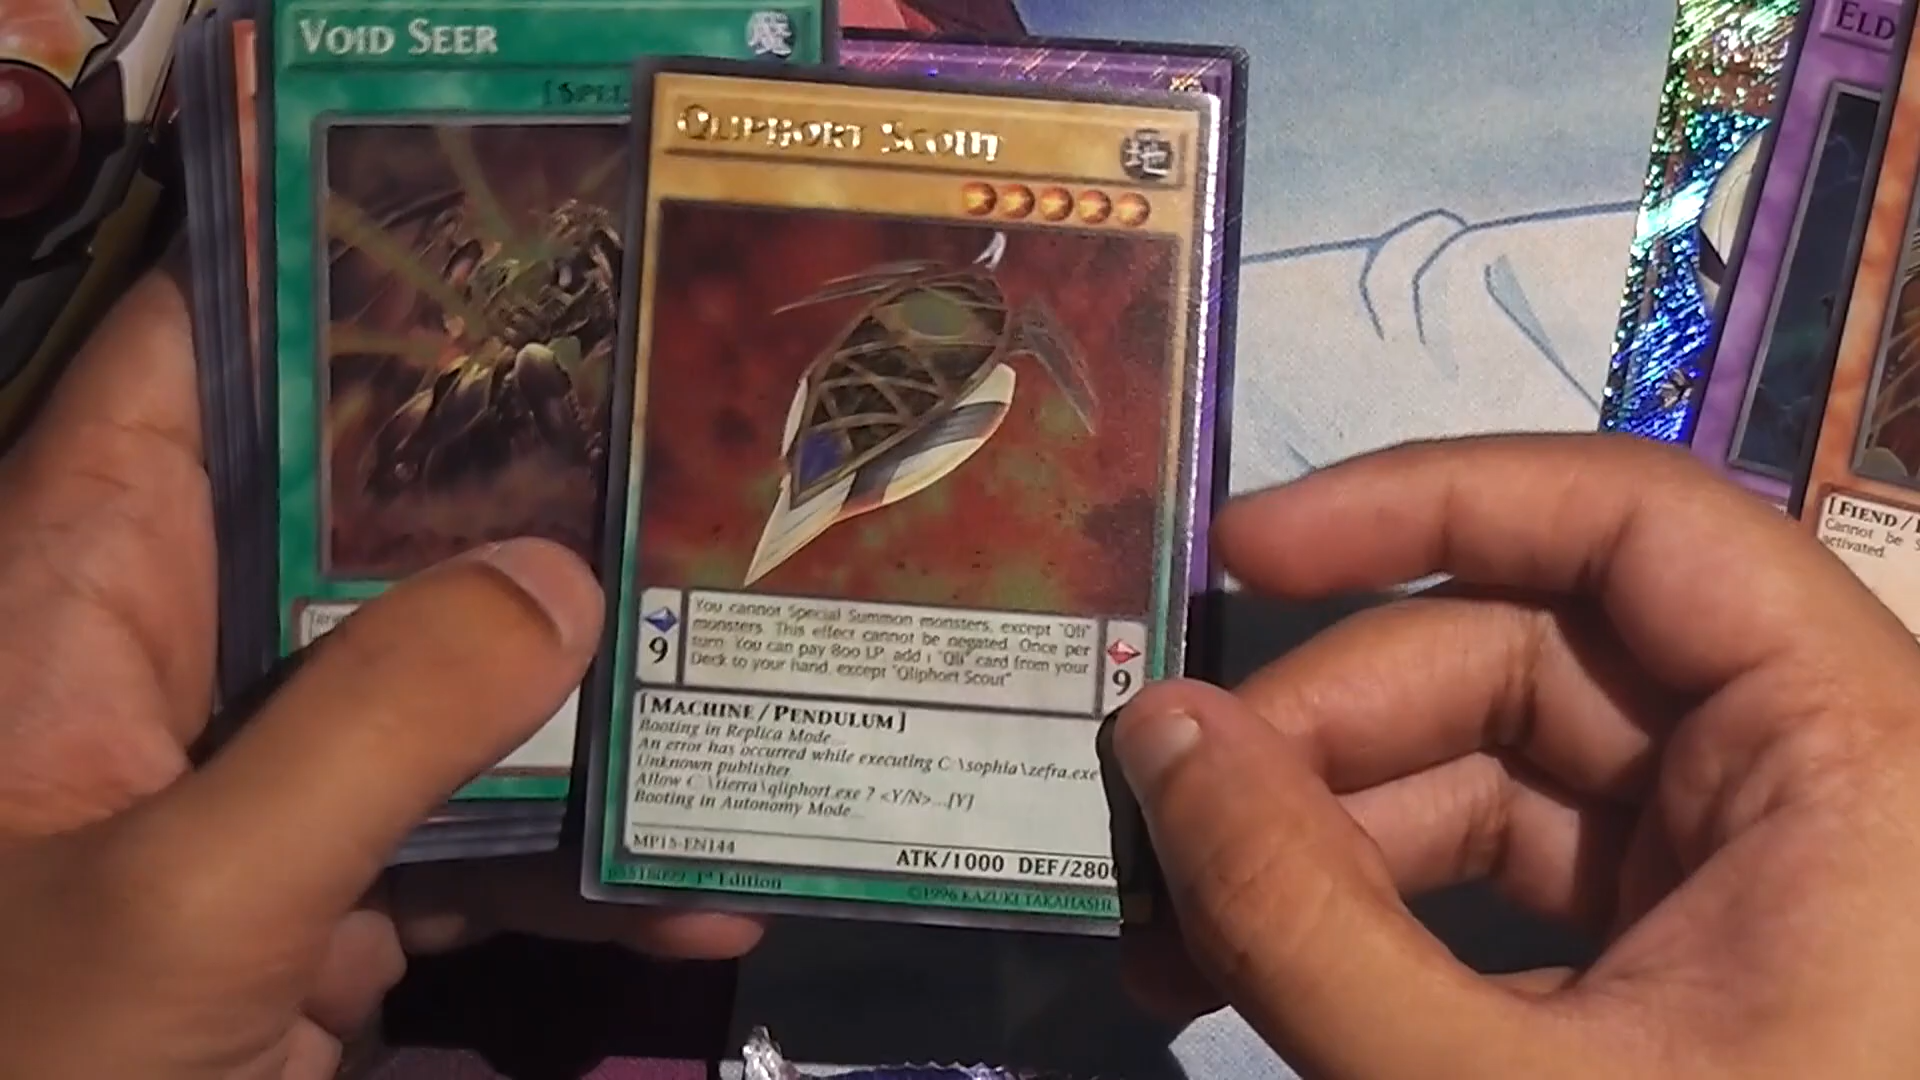 VOID SEER
[SPEL
QLIPHORT SCOUT
地
You cannot Special Summon monsters, except "Qli"
monsters. This effect cannot be negated. Once per
turn: You can pay 800 LP; add 1 "Qli" card from your
Deck to your hand, except "Qliphort Scout"
9
9
[MACHINE / PENDULUM]
Booting in Replica Mode...
An error has occurred while executing C:\sophia\zefra.exe
Unknown publisher.
Allow C:\tierra\qliphort.exe ? <Y/N>...[Y]
Booting in Autonomy Mode...
MP15-EN144
ATK/1000 DEF/2800
1st Edition
©1996 KAZUKI TAKAHASHI
ELD
[FIEND /
Cannot be S
activated.